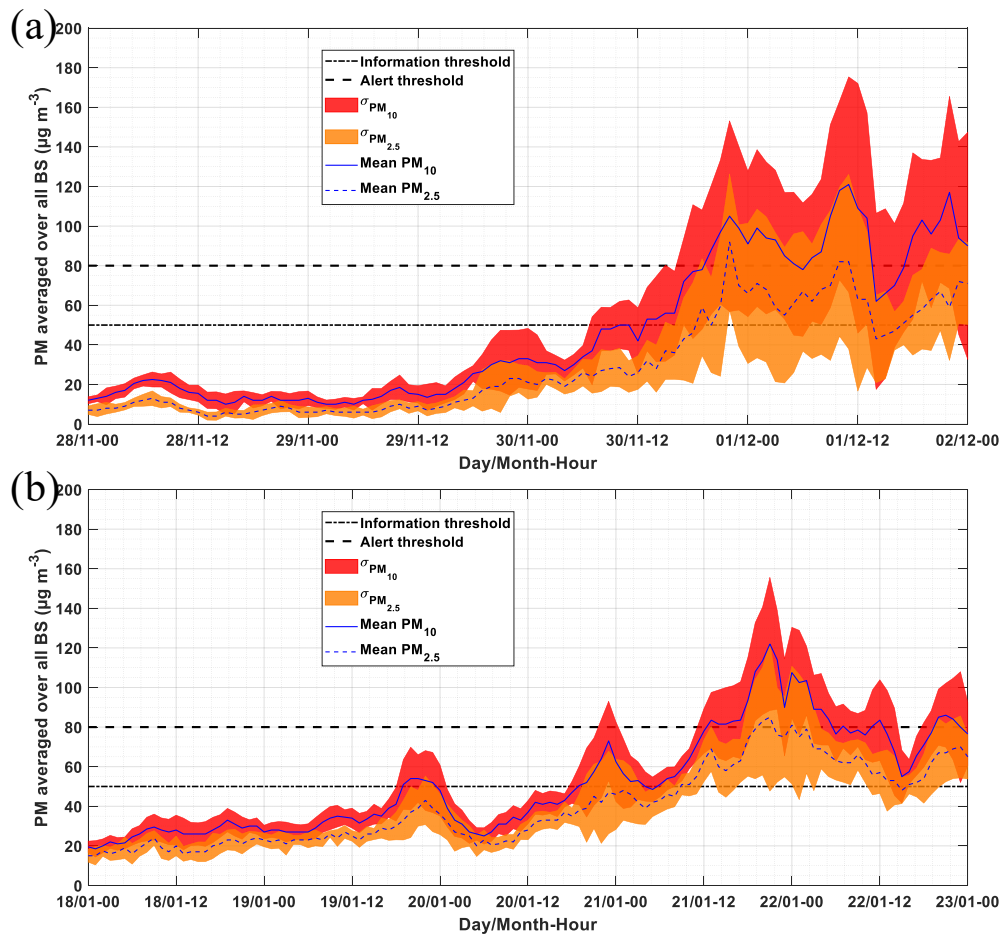 (a)
200
180
160
140
120
100
80
60
40
20
0
PM averaged over all BS (µg m⁻³)
Information threshold
Alert threshold
σPM10
σPM2.5
Mean PM10
Mean PM2.5
28/11-00 28/11-12 29/11-00 29/11-12 30/11-00 30/11-12 01/12-00 01/12-12 02/12-00
Day/Month-Hour
(b)
200
180
160
140
120
100
80
60
40
20
0
PM averaged over all BS (µg m⁻³)
Information threshold
Alert threshold
σPM10
σPM2.5
Mean PM10
Mean PM2.5
18/01-00 18/01-12 19/01-00 19/01-12 20/01-00 20/01-12 21/01-00 21/01-12 22/01-00 22/01-12 23/01-00
Day/Month-Hour